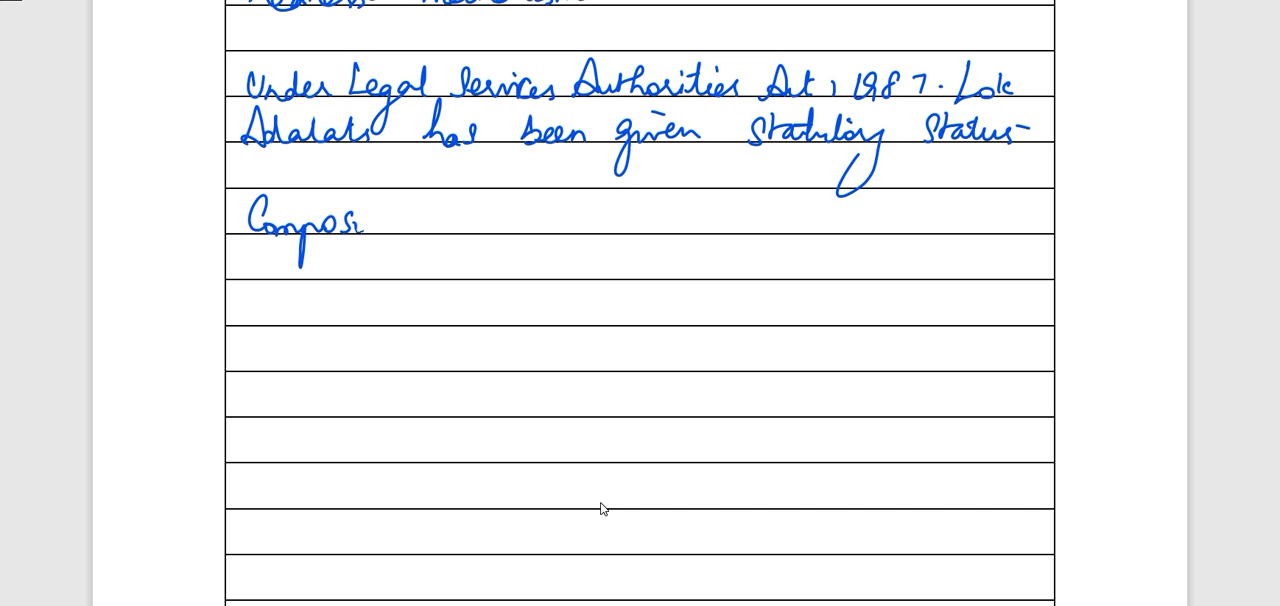 Under Legal Services Authorities Act, 1987. Lok
Adalats has been given Statutory Status-
Composi